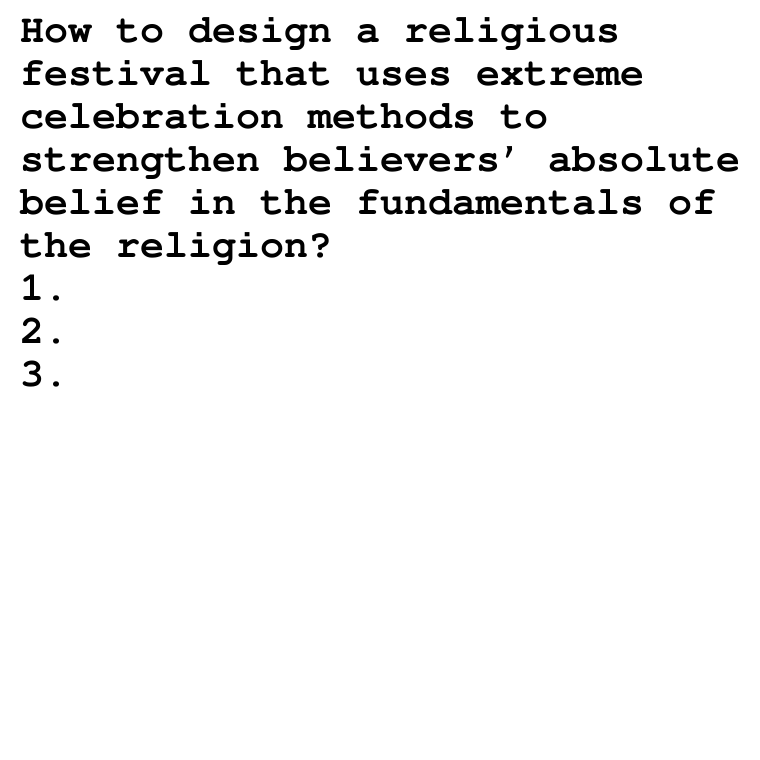 How to design a religious
festival that uses extreme
celebration methods to
strengthen believers’ absolute
belief in the fundamentals of
the religion?
1.
2.
3.